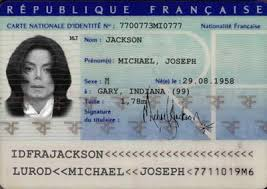 RÉPUBLIQUE FRANÇAISE
CARTE NATIONALE D'IDENTITÉ Nº : 7700773MI0777 Nationalité Française
Nom : JACKSON
Prénom(s) : MICHAEL, JOSEPH
Sexe : M Né(e) le : 29.08.1958
à : GARY, INDIANA (99)
Taille : 1,78m
Signature
du titulaire :
IDFRAJACKSON<<<<<<<<<<<<<<<<
LUROD<<<MICHAEL<<JOSEPH<7711019M6